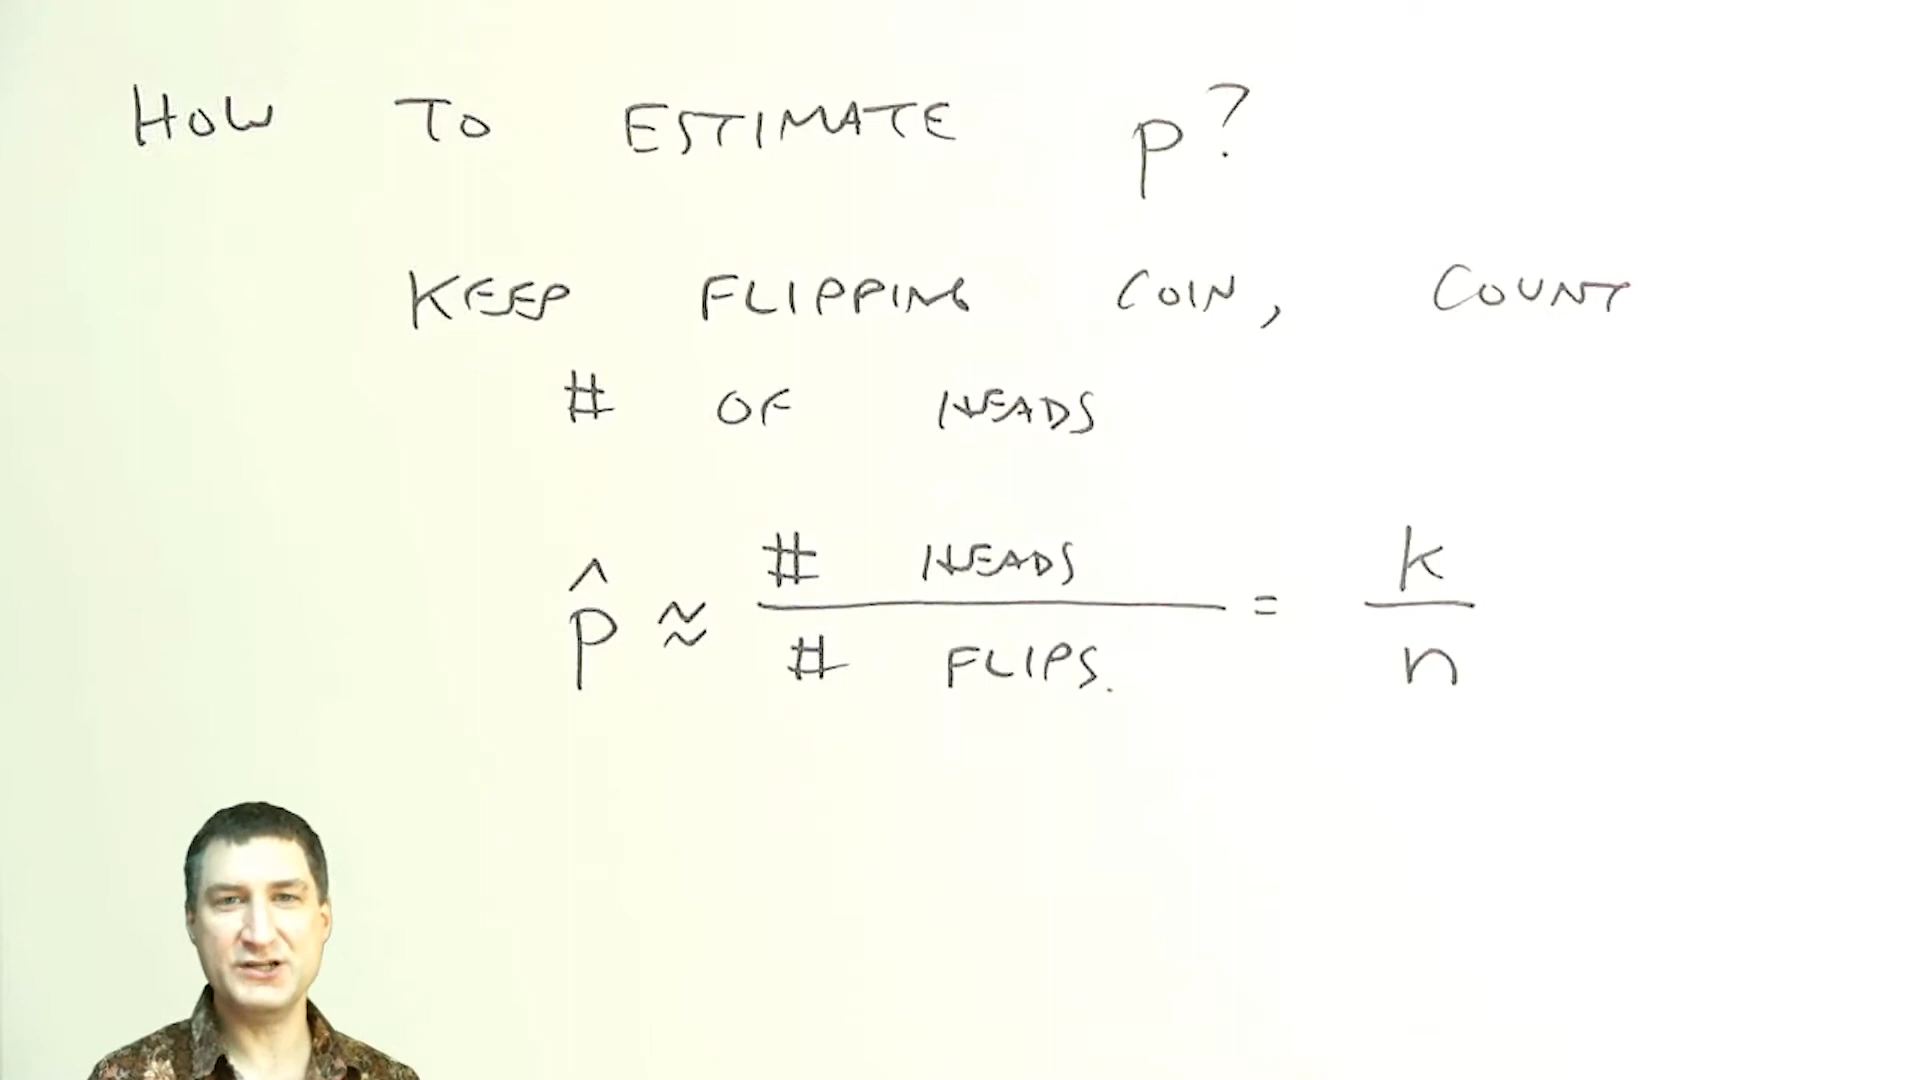 HOW TO ESTIMATE p?
KEEP FLIPPING COIN, COUNT
# OF HEADS
p̂ ≈ # HEADS / # FLIPS. = k / n